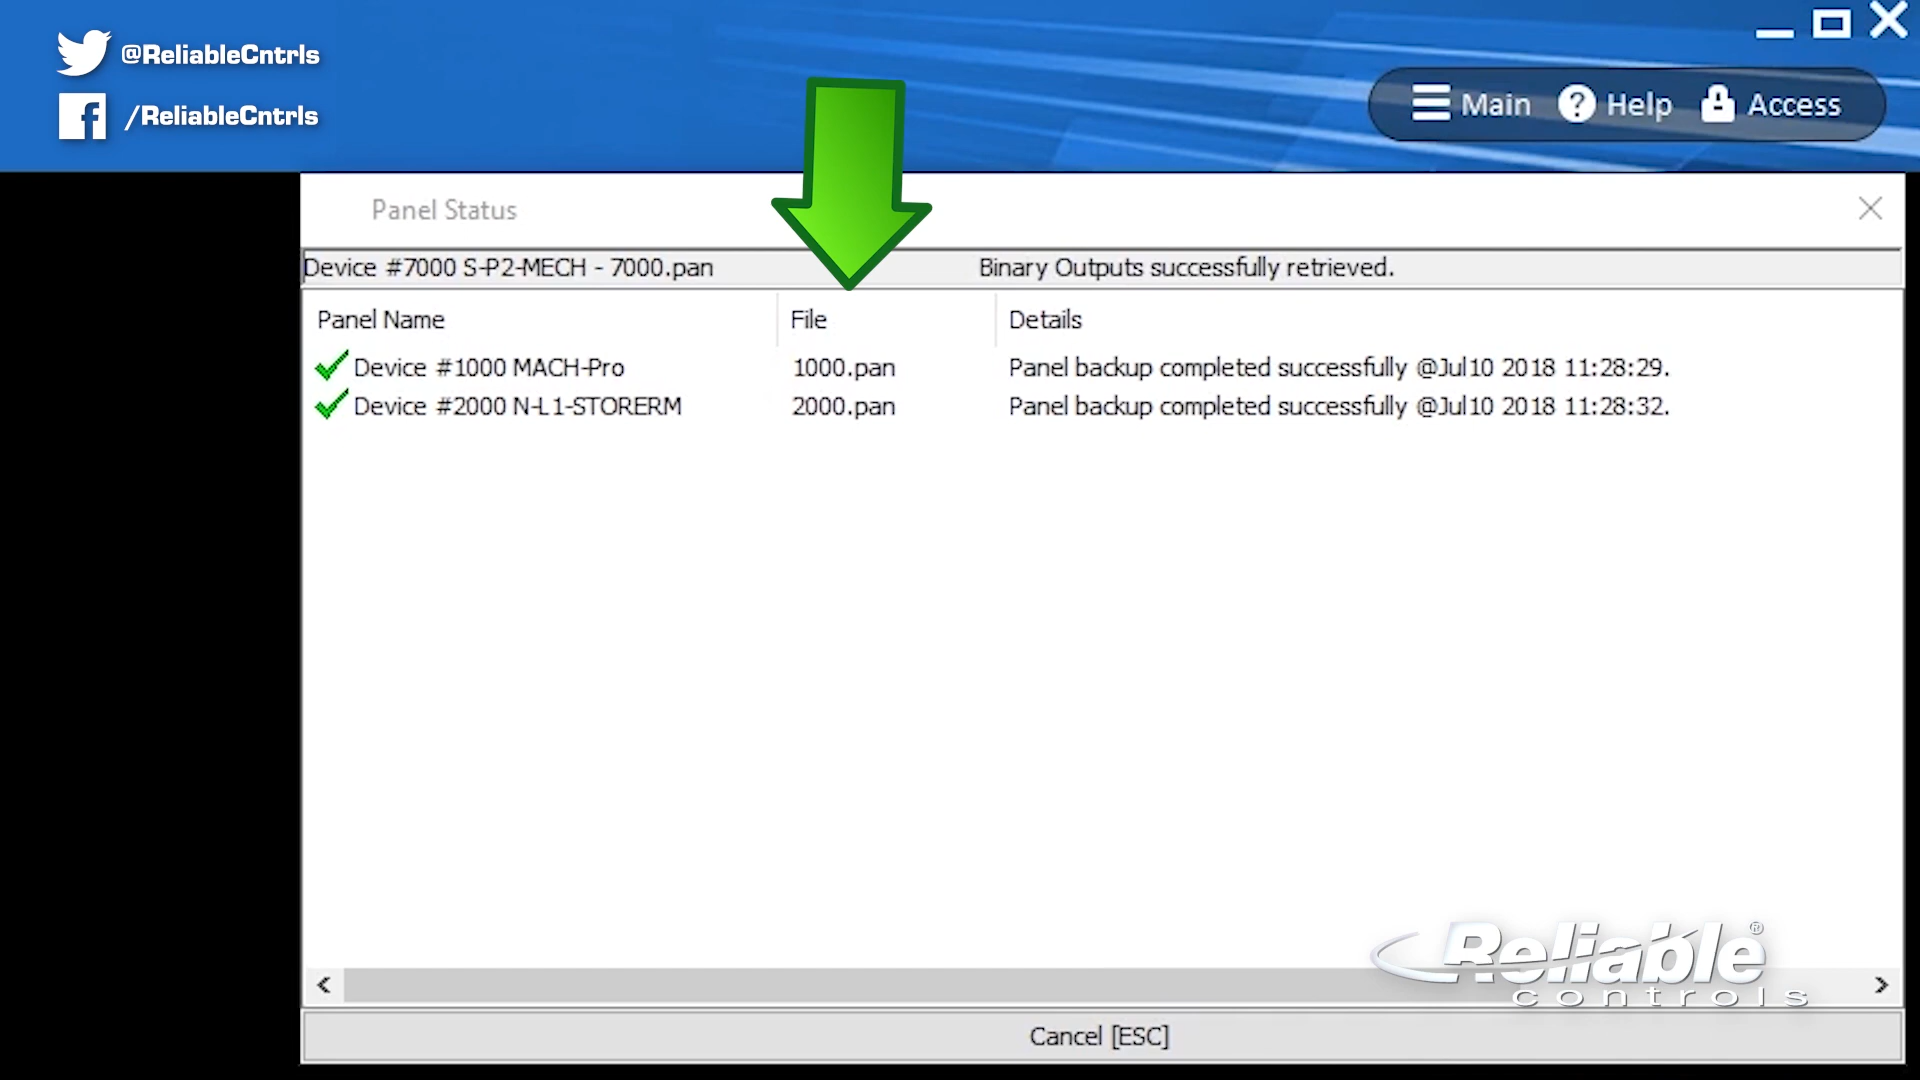 @ReliableCntrls
/ReliableCntrls
Main Help Access
Panel Status
Device #7000 S-P2-MECH - 7000.pan Binary Outputs successfully retrieved.
Panel Name File Details
Device #1000 MACH-Pro 1000.pan Panel backup completed successfully @Jul10 2018 11:28:29.
Device #2000 N-L1-STORERM 2000.pan Panel backup completed successfully @Jul10 2018 11:28:32.
Reliable®
controls
Cancel [ESC]